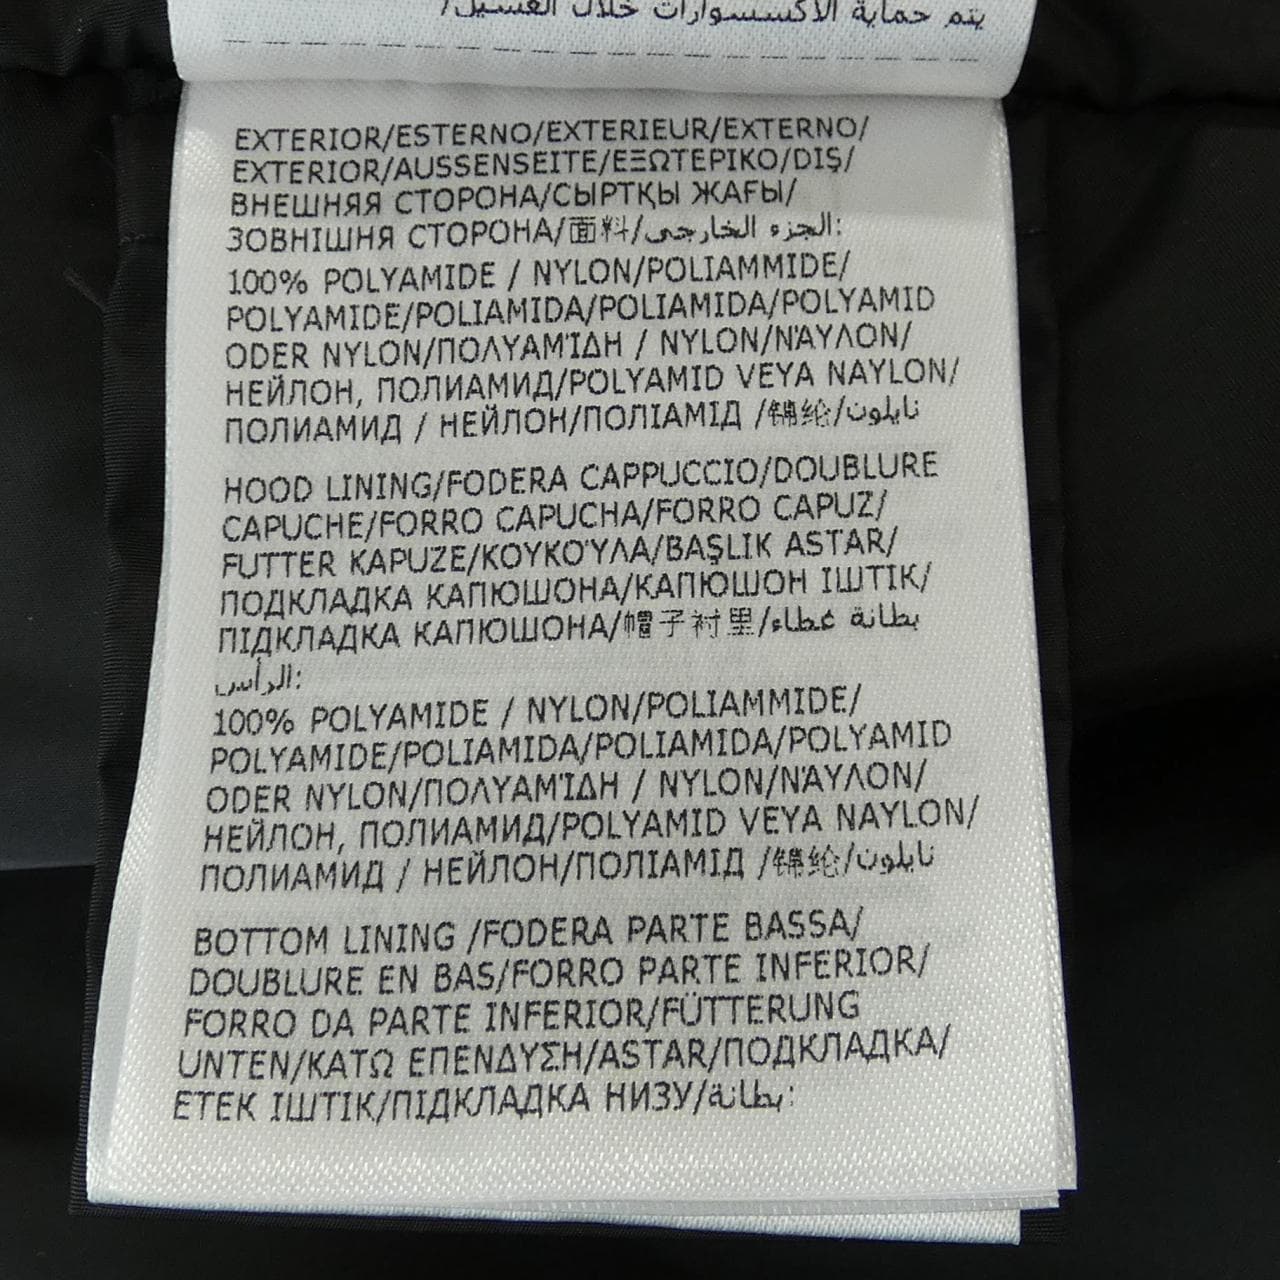 يتم حماية الاكسسوارات خلال الغسيل/
EXTERIOR/ESTERNO/EXTERIEUR/EXTERNO/
EXTERIOR/AUSSENSEITE/ΕΞΩΤΕΡΙΚΟ/DIŞ/
ВНЕШНЯЯ СТОРОНА/СЫРТҚЫ ЖАҒЫ/
ЗОВНІШНЯ СТОРОНА/面料/الجزء الخارجي:
100% POLYAMIDE / NYLON/POLIAMMIDE/
POLYAMIDE/POLIAMIDA/POLIAMIDA/POLYAMID
ODER NYLON/ΠΟΛΥΑΜΊΔΗ / NYLON/ΝΆΥΛΟΝ/
НЕЙЛОН, ПОЛИАМИД/POLYAMID VEYA NAYLON/
ПОЛИАМИД / НЕЙЛОН/ПОЛІАМІД /锦纶/نايلون
HOOD LINING/FODERA CAPPUCCIO/DOUBLURE
CAPUCHE/FORRO CAPUCHA/FORRO CAPUZ/
FUTTER KAPUZE/ΚΟΥΚΟΎΛΑ/BAŞLIK ASTAR/
ПОДКЛАДКА КАПЮШОНА/КАПЮШОН ІШТІК/
ПІДКЛАДКА КАПЮШОНА/帽子衬里/بطانة غطاء
الرأس:
100% POLYAMIDE / NYLON/POLIAMMIDE/
POLYAMIDE/POLIAMIDA/POLIAMIDA/POLYAMID
ODER NYLON/ΠΟΛΥΑΜΊΔΗ / NYLON/ΝΆΥΛΟΝ/
НЕЙЛОН, ПОЛИАМИД/POLYAMID VEYA NAYLON/
ПОЛИАМИД / НЕЙЛОН/ПОЛІАМІД /锦纶/نايلون
BOTTOM LINING /FODERA PARTE BASSA/
DOUBLURE EN BAS/FORRO PARTE INFERIOR/
FORRO DA PARTE INFERIOR/FÜTTERUNG
UNTEN/ΚΑΤΩ ΕΠΕΝΔΥΣΗ/ASTAR/ПОДКЛАДКА/
ЕТЕК ІШТІК/ПІДКЛАДКА НИЗУ/بطانة: